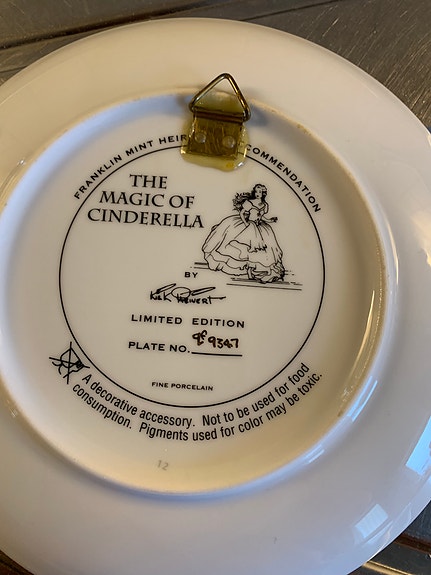 FRANKLIN MINT HEIR COMMENDATION
THE
MAGIC OF
CINDERELLA
BY
LIMITED EDITION
PLATE NO. 9347
FINE PORCELAIN
A decorative accessory. Not to be used for food
consumption. Pigments used for color may be toxic.
12